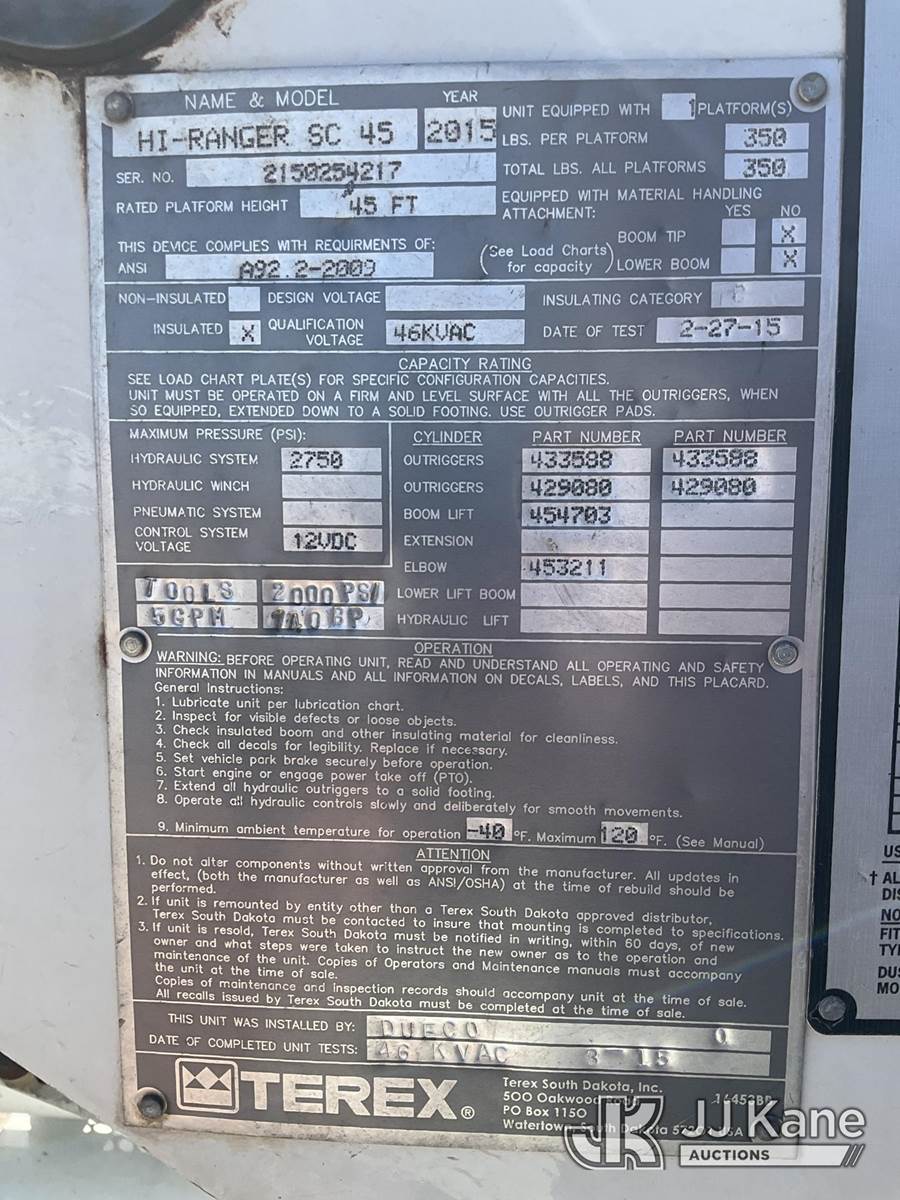 NAME & MODEL YEAR
HI-RANGER SC 45 2015
SER. NO. 2150254217
RATED PLATFORM HEIGHT 45 FT
THIS DEVICE COMPLIES WITH REQUIRMENTS OF:
ANSI A92.2-2009
UNIT EQUIPPED WITH 1 PLATFORM(S)
LBS. PER PLATFORM 350
TOTAL LBS. ALL PLATFORMS 350
EQUIPPED WITH MATERIAL HANDLING
ATTACHMENT: YES NO
BOOM TIP X
(See Load Charts for capacity) LOWER BOOM X
NON-INSULATED DESIGN VOLTAGE INSULATING CATEGORY C
INSULATED X QUALIFICATION VOLTAGE 46KVAC DATE OF TEST 2-27-15
CAPACITY RATING
SEE LOAD CHART PLATE(S) FOR SPECIFIC CONFIGURATION CAPACITIES.
UNIT MUST BE OPERATED ON A FIRM AND LEVEL SURFACE WITH ALL THE OUTRIGGERS, WHEN
SO EQUIPPED, EXTENDED DOWN TO A SOLID FOOTING. USE OUTRIGGER PADS.
MAXIMUM PRESSURE (PSI):
HYDRAULIC SYSTEM 2750
HYDRAULIC WINCH
PNEUMATIC SYSTEM
CONTROL SYSTEM VOLTAGE 12VDC
TOOLS 2000 PSI
5GPM
CYLINDER PART NUMBER PART NUMBER
OUTRIGGERS 433588 433588
OUTRIGGERS 429080 429080
BOOM LIFT 454703
EXTENSION
ELBOW 453211
LOWER LIFT BOOM
HYDRAULIC LIFT
OPERATION
WARNING: BEFORE OPERATING UNIT, READ AND UNDERSTAND ALL OPERATING AND SAFETY
INFORMATION IN MANUALS AND ALL INFORMATION ON DECALS, LABELS, AND THIS PLACARD.
General Instructions:
1. Lubricate unit per lubrication chart.
2. Inspect for visible defects or loose objects.
3. Check insulated boom and other insulating material for cleanliness.
4. Check all decals for legibility. Replace if necessary.
5. Set vehicle park brake securely before operation.
6. Start engine or engage power take off (PTO).
7. Extend all hydraulic outriggers to a solid footing.
8. Operate all hydraulic controls slowly and deliberately for smooth movements.
9. Minimum ambient temperature for operation -40 °F. Maximum 120 °F. (See Manual)
ATTENTION
1. Do not alter components without written approval from the manufacturer. All updates in
effect, (both the manufacturer as well as ANSI/OSHA) at the time of rebuild should be
performed.
2. If unit is remounted by entity other than a Terex South Dakota approved distributor,
Terex South Dakota must be contacted to insure that mounting is completed to specifications.
3. If unit is resold, Terex South Dakota must be notified in writing, within 60 days, of new
owner and what steps were taken to instruct the new owner as to the operation and
maintenance of the unit. Copies of Operators and Maintenance manuals must accompany
the unit at the time of sale.
Copies of maintenance and inspection records should accompany unit at the time of sale.
All recalls issued by Terex South Dakota must be completed at the time of sale.
THIS UNIT WAS INSTALLED BY: DUECO 0
DATE OF COMPLETED UNIT TESTS: 46 KVAC 3-15
TEREX®
Terex South Dakota, Inc.
500 Oakwood Road
PO Box 1150
Watertown, South Dakota USA
JJ Kane
AUCTIONS
US
† AL
DIS
NO
FIT
TY
DUS
MO